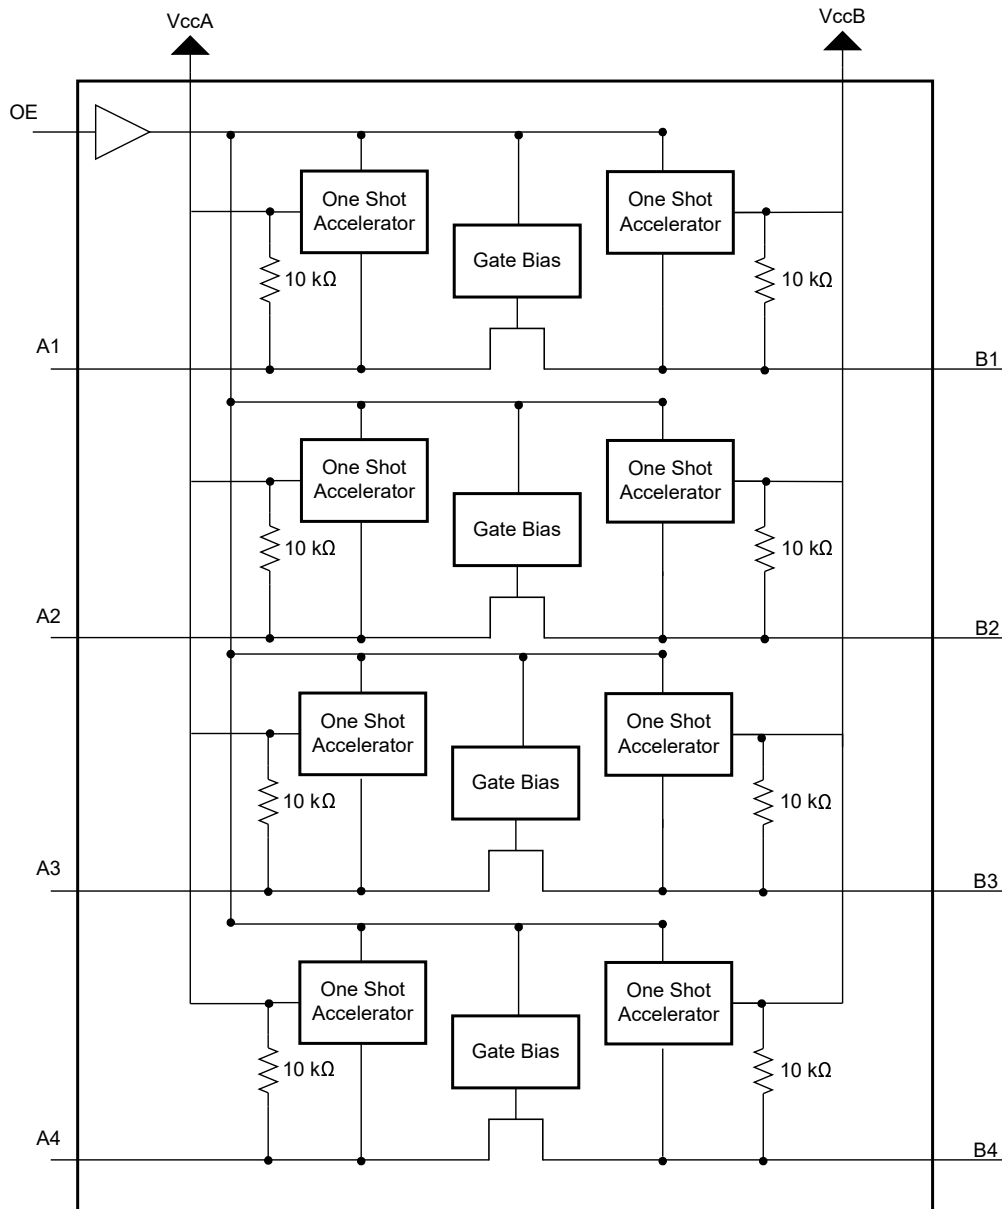 VccA
VccB
OE
One Shot
Accelerator
One Shot
Accelerator
Gate Bias
10 kΩ
10 kΩ
A1
B1
One Shot
Accelerator
One Shot
Accelerator
Gate Bias
10 kΩ
10 kΩ
A2
B2
One Shot
Accelerator
One Shot
Accelerator
Gate Bias
10 kΩ
10 kΩ
A3
B3
One Shot
Accelerator
One Shot
Accelerator
Gate Bias
10 kΩ
10 kΩ
A4
B4